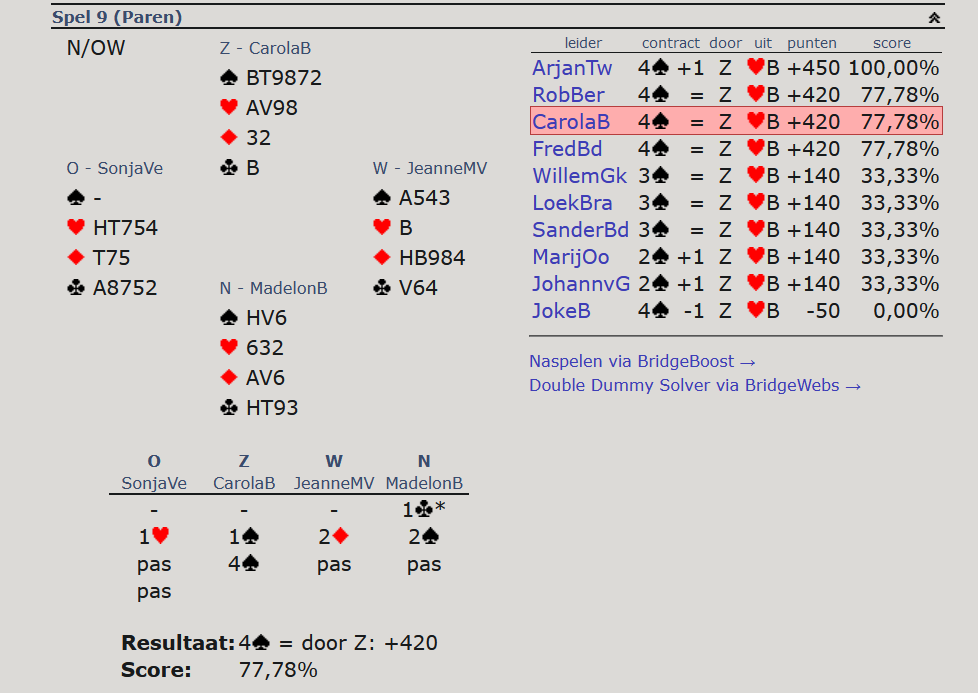 Spel 9 (Paren)
N/OW
Z - CarolaB
♠ BT9872
♥ AV98
♦ 32
♣ B
O - SonjaVe
♠ -
♥ HT754
♦ T75
♣ A8752
W - JeanneMV
♠ A543
♥ B
♦ HB984
♣ V64
N - MadelonB
♠ HV6
♥ 632
♦ AV6
♣ HT93
leider contract door uit punten score
ArjanTw 4♠ +1 Z ♥B +450 100,00%
RobBer 4♠ = Z ♥B +420 77,78%
CarolaB 4♠ = Z ♥B +420 77,78%
FredBd 4♠ = Z ♥B +420 77,78%
WillemGk 3♠ = Z ♥B +140 33,33%
LoekBra 3♠ = Z ♥B +140 33,33%
SanderBd 3♠ = Z ♥B +140 33,33%
MarijOo 2♠ +1 Z ♥B +140 33,33%
JohannvG 2♠ +1 Z ♥B +140 33,33%
JokeB 4♠ -1 Z ♥B -50 0,00%
Naspelen via BridgeBoost →
Double Dummy Solver via BridgeWebs →
O Z W N
SonjaVe CarolaB JeanneMV MadelonB
- - - 1♣*
1♥ 1♠ 2♦ 2♠
pas 4♠ pas pas
pas
Resultaat: 4♠ = door Z: +420
Score: 77,78%